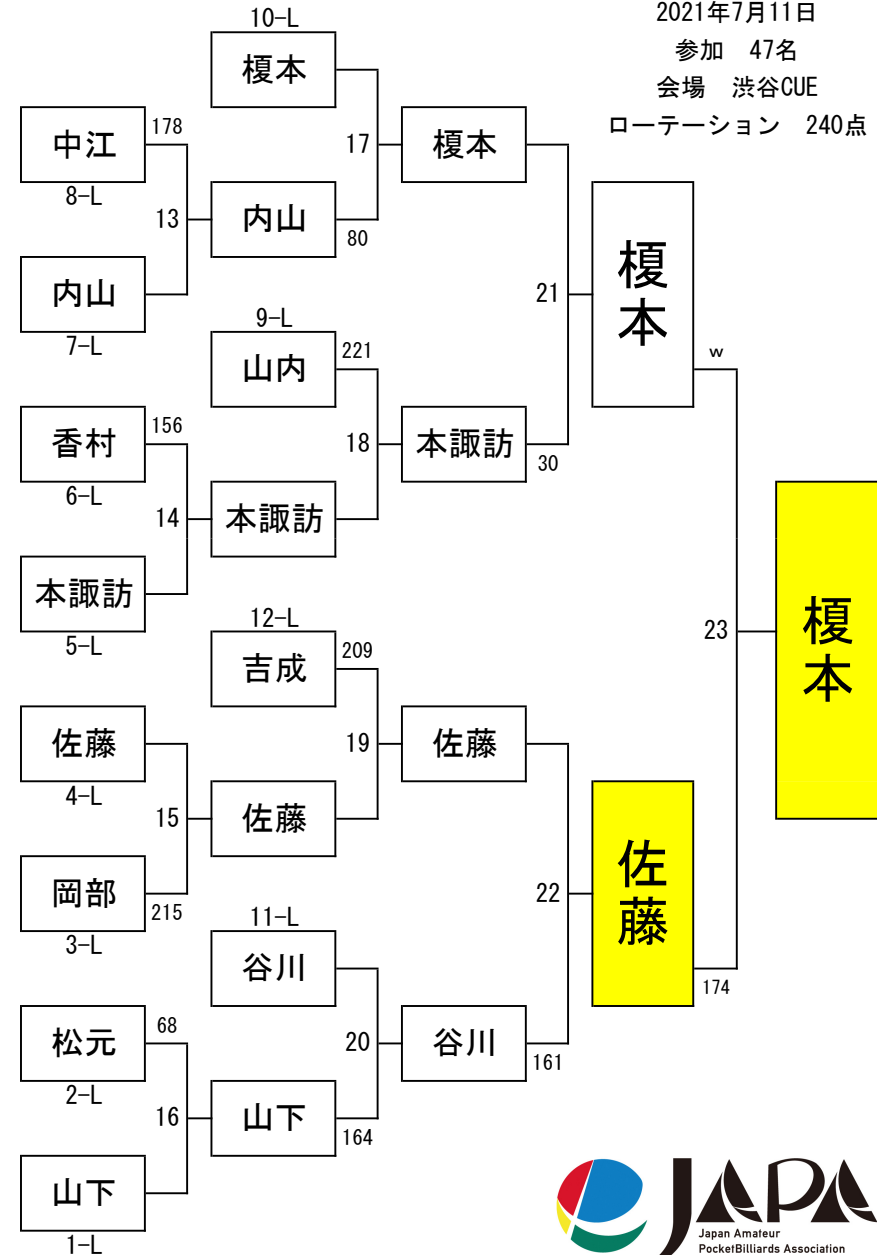 2021年7月11日
参加　47名
会場　渋谷CUE
ローテーション　240点
10-L
榎本
中江
178
8-L
17
榎本
13
内山
80
内山
7-L
榎本
21
9-L
山内
221
w
香村
156
6-L
18
本諏訪
30
14
本諏訪
本諏訪
5-L
23
榎本
12-L
吉成
209
佐藤
4-L
19
佐藤
15
佐藤
岡部
215
3-L
22
佐藤
174
11-L
谷川
松元
68
2-L
20
谷川
161
16
山下
164
山下
1-L
JAPA
Japan Amateur
PocketBilliards Association